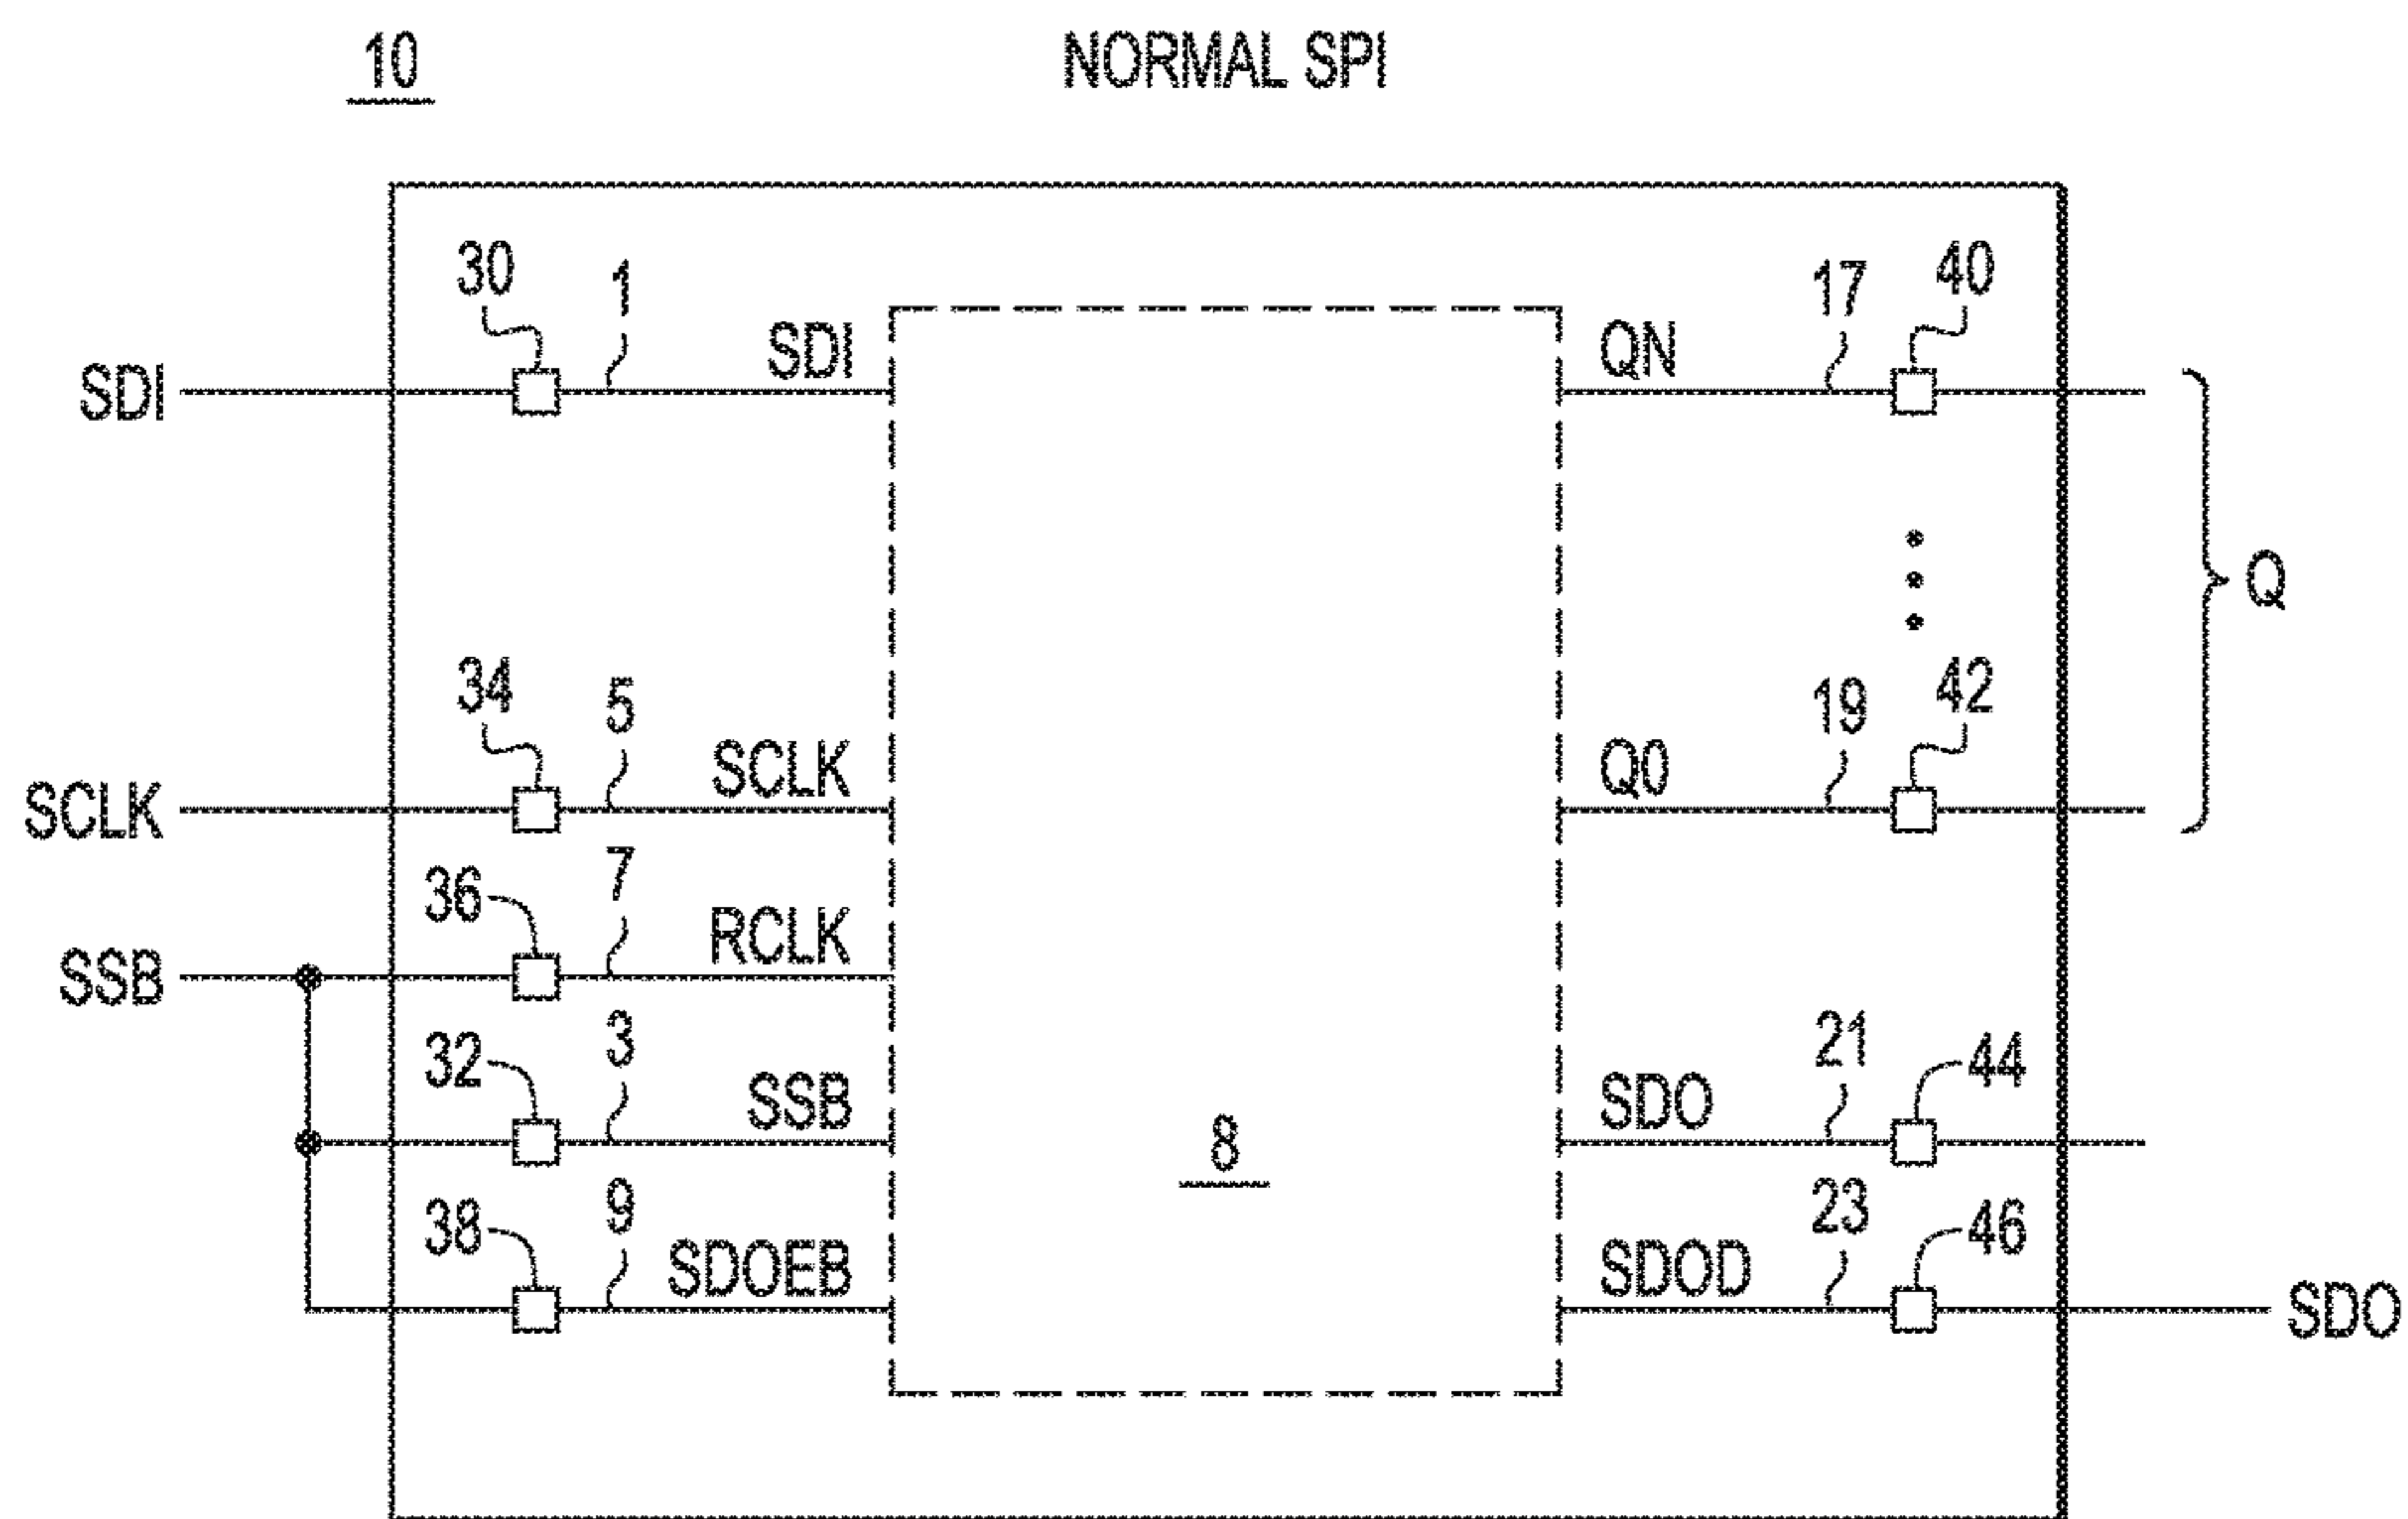 10 NORMAL SPI
30 1 SDI QN 17 40
SDI
Q
34 5 SCLK Q0 19 42
SCLK
36 7 RCLK
SSB
32 3 SSB SDO 21 44
8
38 9 SDOEB SDOD 23 46
SDO